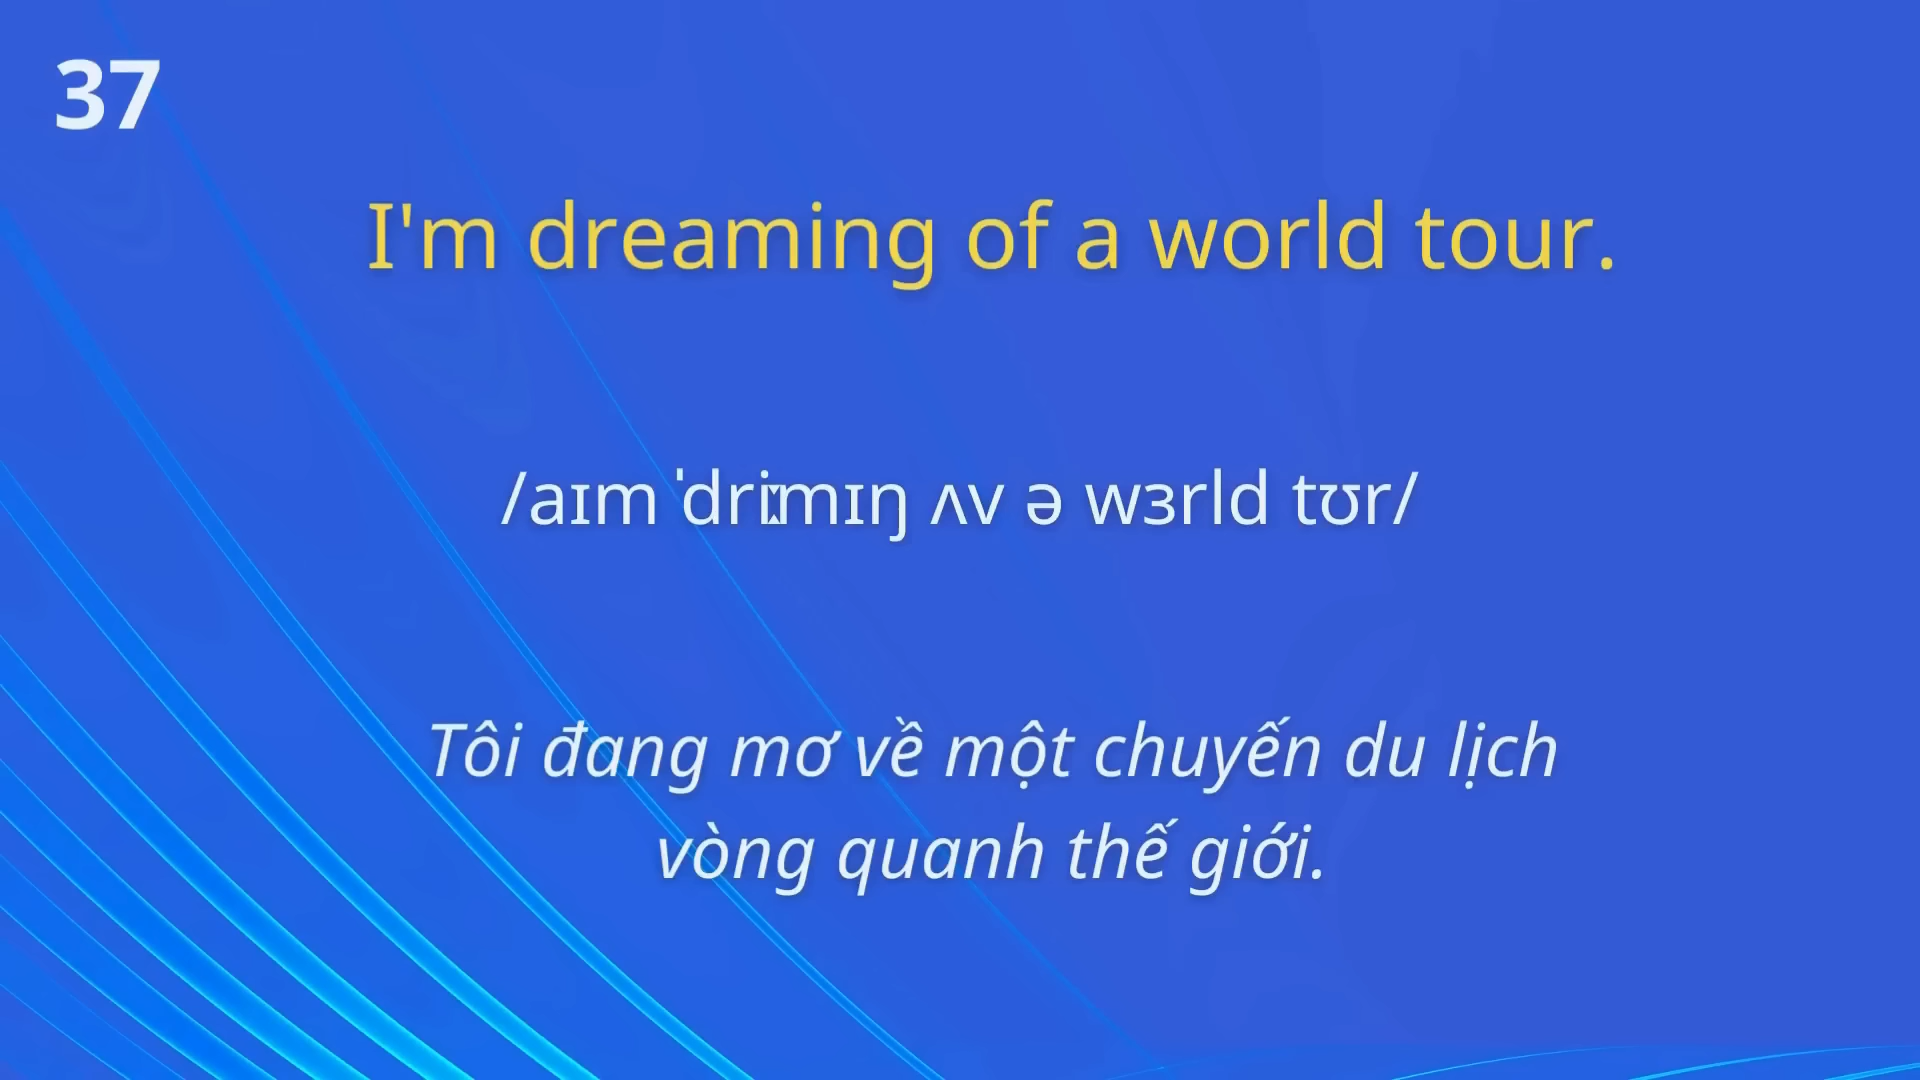 37
I'm dreaming of a world tour.
/aɪm ˈdriːmɪŋ ʌv ə wɜrld tʊr/
Tôi đang mơ về một chuyến du lịch
vòng quanh thế giới.